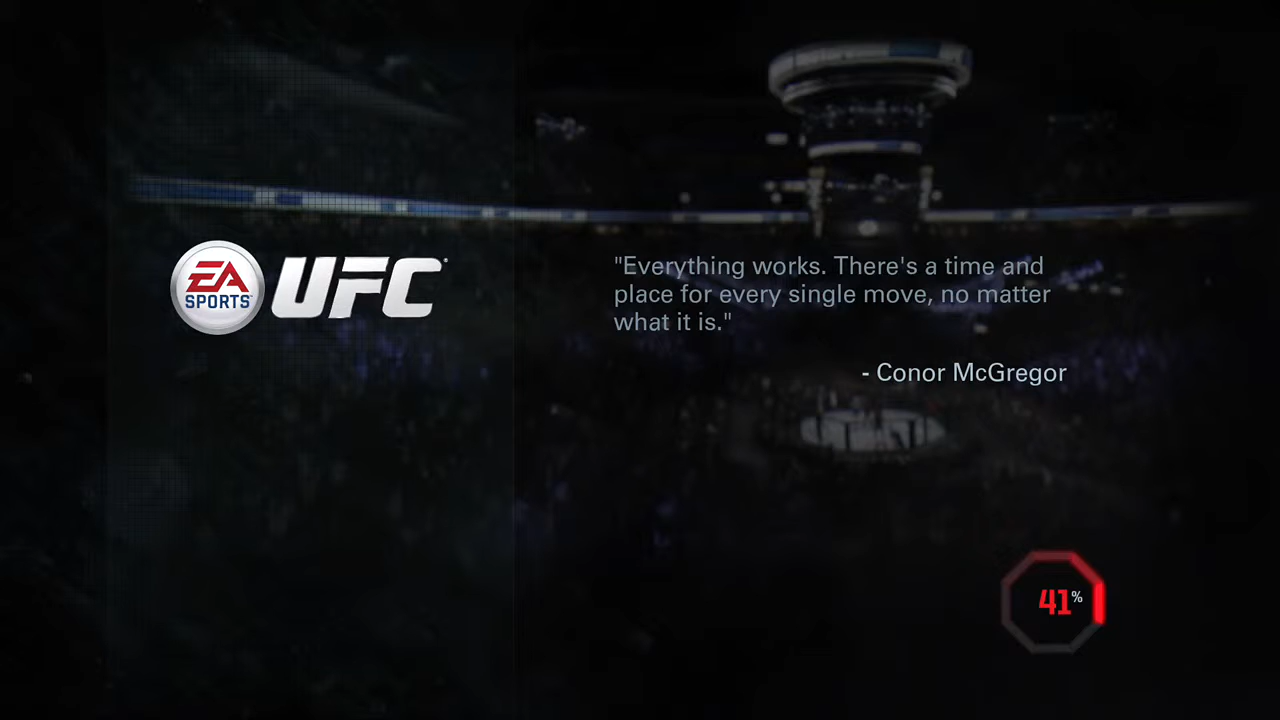 EA
SPORTS
UFC
"Everything works. There's a time and
place for every single move, no matter
what it is."
- Conor McGregor
41%